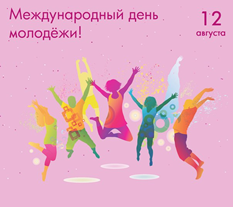 Международный день
молодёжи!
12
августа